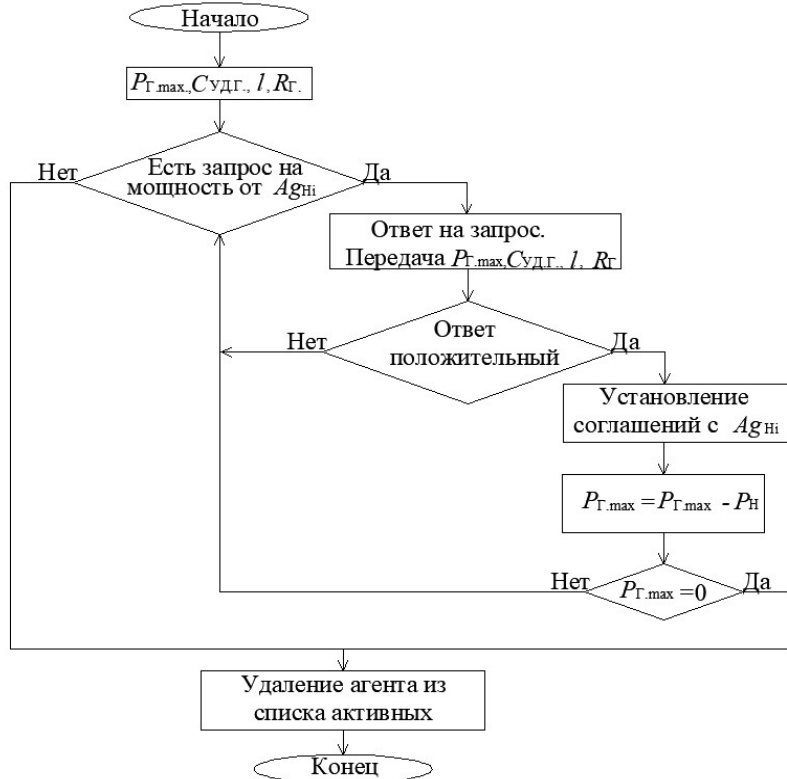 Начало
PГ.max., CУД.Г., l, RГ.
Нет
Есть запрос на
мощность от AgHi
Да
Ответ на запрос.
Передача PГ.max, CУД.Г., l, RГ
Нет
Ответ
положительный
Да
Установление
соглашений с AgHi
PГ.max = PГ.max - PН
Нет
PГ.max =0
Да
Удаление агента из
списка активных
Конец